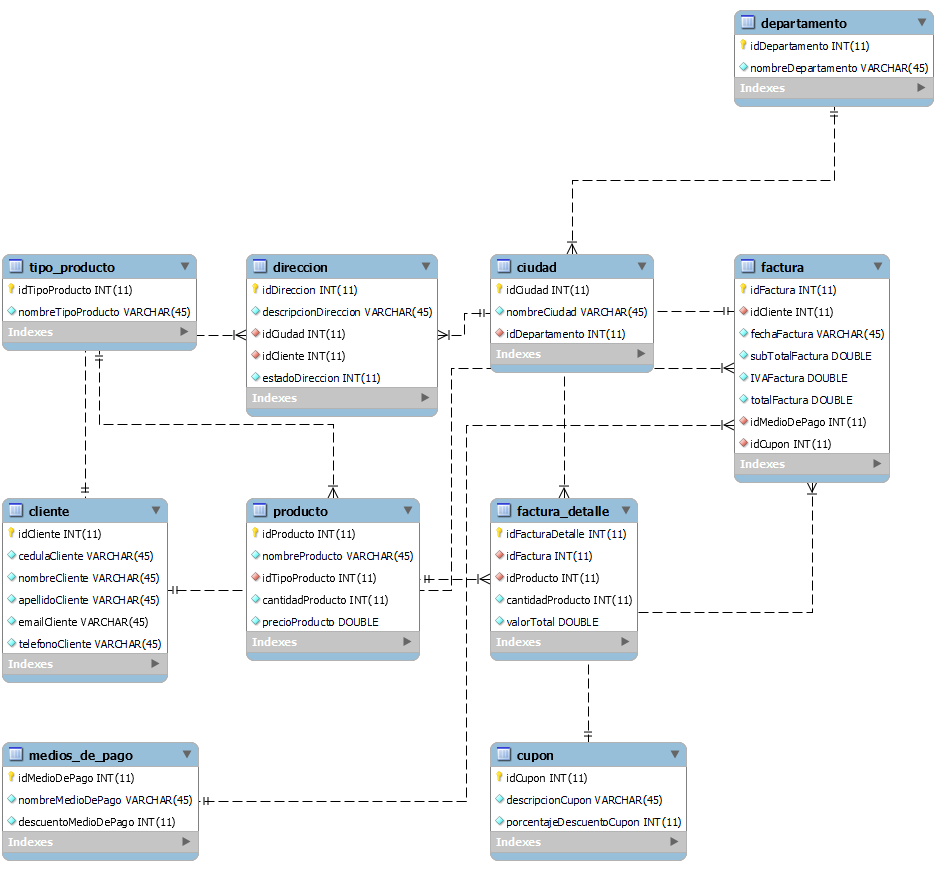 departamento
idDepartamento INT(11)
nombreDepartamento VARCHAR(45)
Indexes
tipo_producto
idTipoProducto INT(11)
nombreTipoProducto VARCHAR(45)
Indexes
direccion
idDireccion INT(11)
descripcionDireccion VARCHAR(45)
idCiudad INT(11)
idCliente INT(11)
estadoDireccion INT(11)
Indexes
ciudad
idCiudad INT(11)
nombreCiudad VARCHAR(45)
idDepartamento INT(11)
Indexes
factura
idFactura INT(11)
idCliente INT(11)
fechaFactura VARCHAR(45)
subTotalFactura DOUBLE
IVAFactura DOUBLE
totalFactura DOUBLE
idMedioDePago INT(11)
idCupon INT(11)
Indexes
cliente
idCliente INT(11)
cedulaCliente VARCHAR(45)
nombreCliente VARCHAR(45)
apellidoCliente VARCHAR(45)
emailCliente VARCHAR(45)
telefonoCliente VARCHAR(45)
Indexes
producto
idProducto INT(11)
nombreProducto VARCHAR(45)
idTipoProducto INT(11)
cantidadProducto INT(11)
precioProducto DOUBLE
Indexes
factura_detalle
idFacturaDetalle INT(11)
idFactura INT(11)
idProducto INT(11)
cantidadProducto INT(11)
valorTotal DOUBLE
Indexes
medios_de_pago
idMedioDePago INT(11)
nombreMedioDePago VARCHAR(45)
descuentoMedioDePago INT(11)
Indexes
cupon
idCupon INT(11)
descripcionCupon VARCHAR(45)
porcentajeDescuentoCupon INT(11)
Indexes